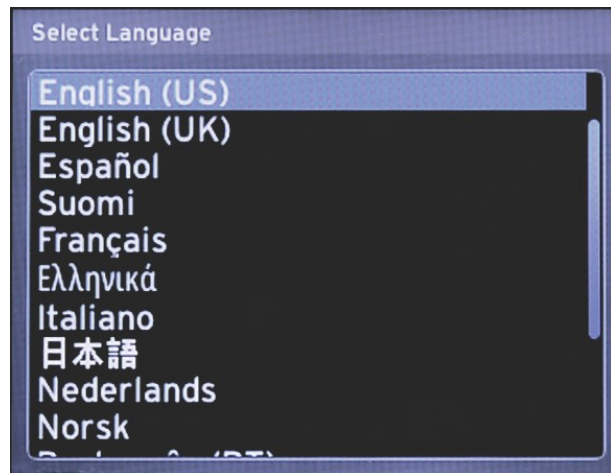 Select Language
English (US)
English (UK)
Español
Suomi
Français
Ελληνικά
Italiano
日本語
Nederlands
Norsk